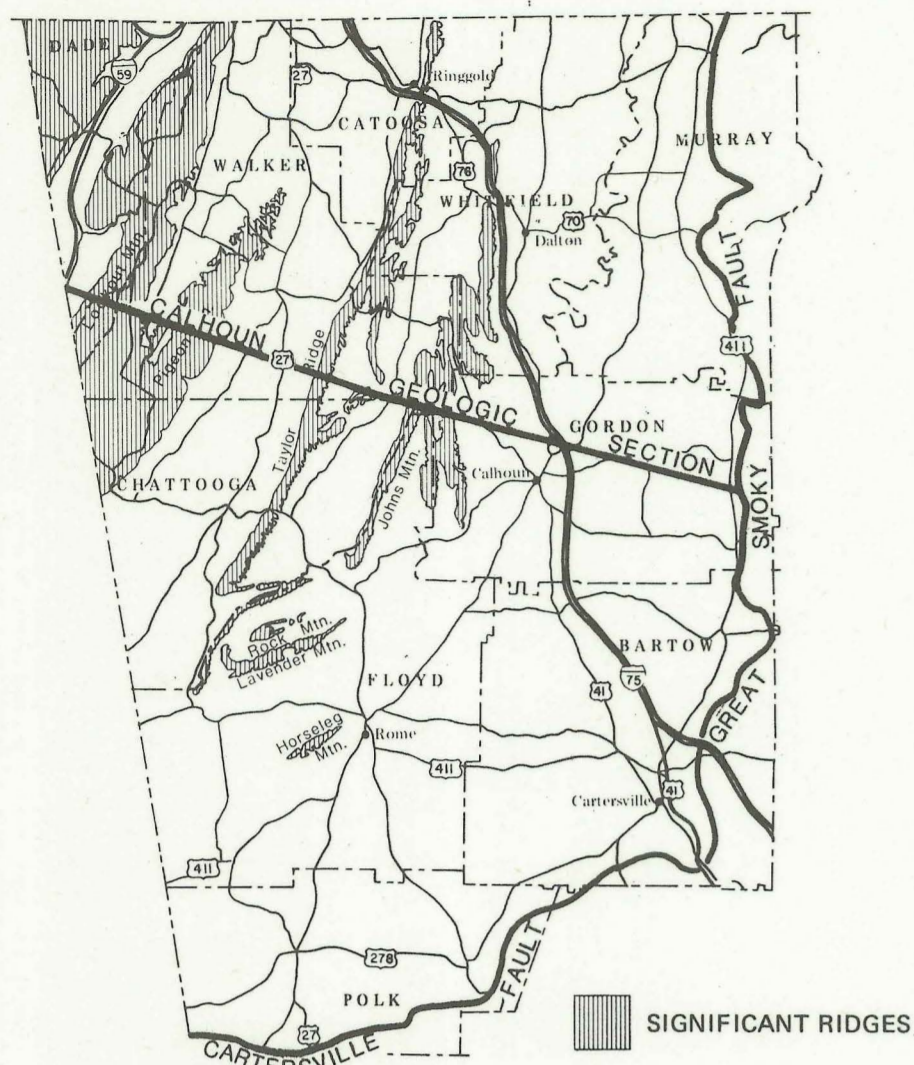 DADE
59
27
Ringgold
CATOOSA
MURRAY
WALKER
76
WHITFIELD
70
Dalton
Lookout Mtn.
FAULT
411
CALHOUN GEOLOGIC SECTION
Pigeon
27
Taylor Ridge
GORDON
Calhoun
CHATTOOGA
Johns Mtn.
SMOKY
Rock Mtn.
Lavender Mtn.
BARTOW
FLOYD
75
41
GREAT
Horseleg
Mtn.
Rome
411
41
Cartersville
411
278
FAULT
POLK
27
CARTERSVILLE
SIGNIFICANT RIDGES